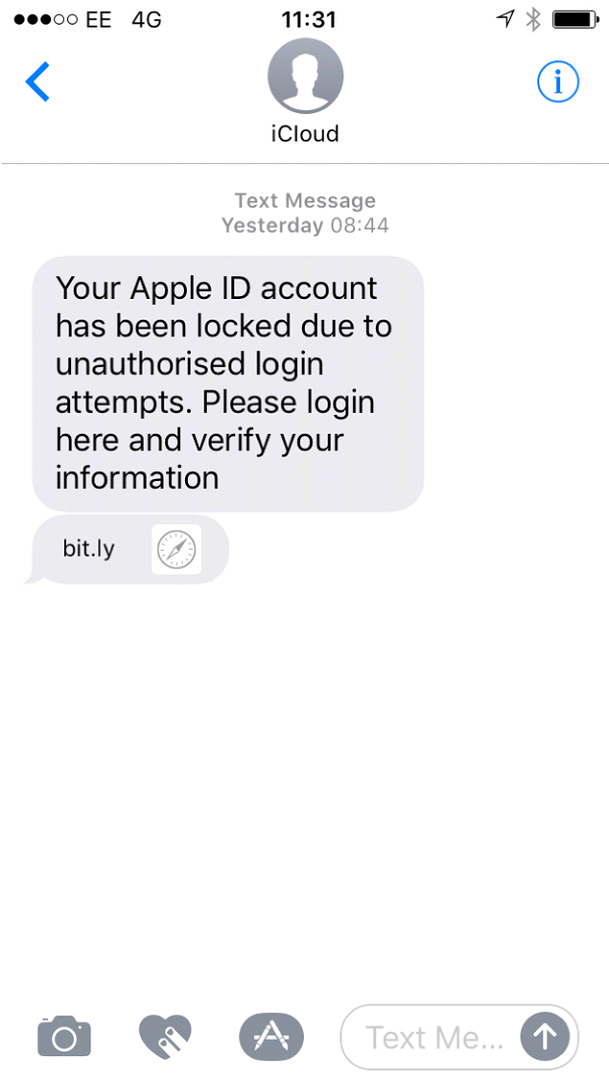 EE 4G 11:31
iCloud
Text Message
Yesterday 08:44
Your Apple ID account
has been locked due to
unauthorised login
attempts. Please login
here and verify your
information
bit.ly
Text Me...